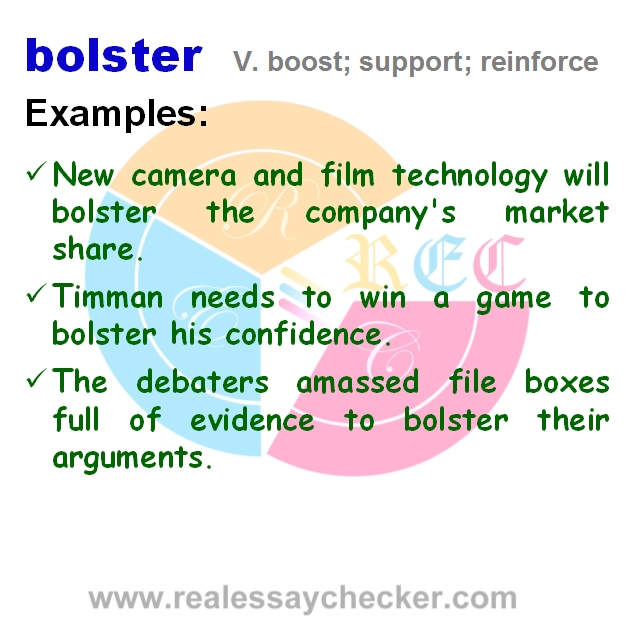 bolster V. boost; support; reinforce
Examples:
✓ New camera and film technology will
bolster the company's market
share.
✓ Timman needs to win a game to
bolster his confidence.
✓ The debaters amassed file boxes
full of evidence to bolster their
arguments.
R
REC
E
C
www.realessaychecker.com